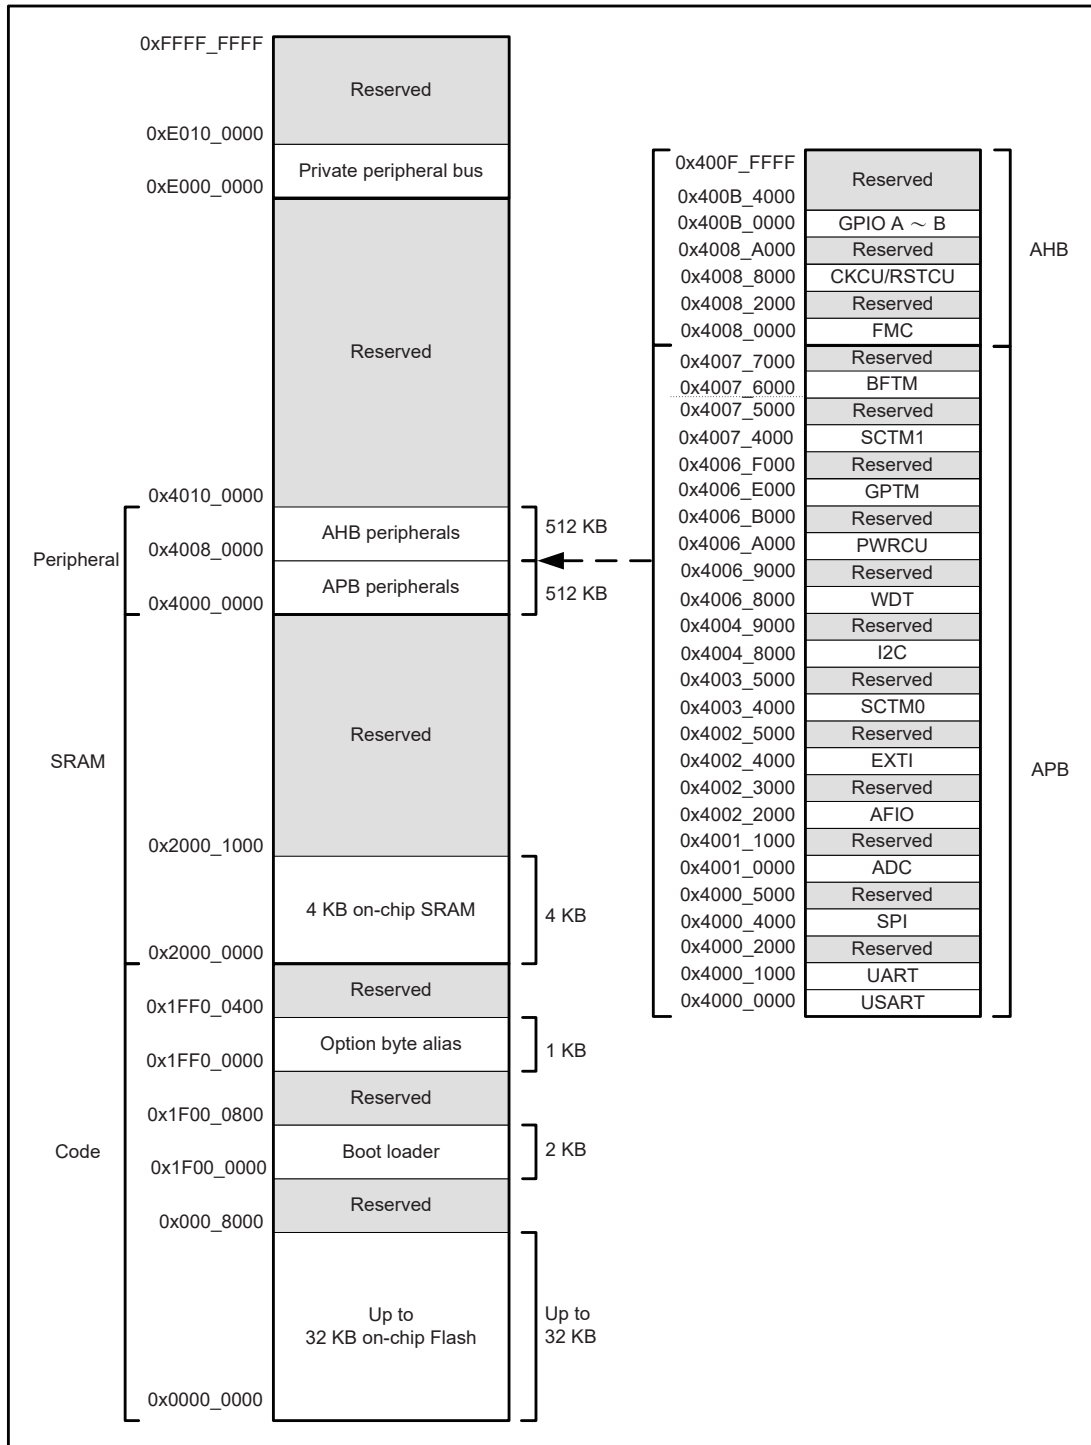 0xFFFF_FFFF
Reserved
0xE010_0000
Private peripheral bus
0xE000_0000
Reserved
0x4010_0000
AHB peripherals
512 KB
Peripheral
0x4008_0000
APB peripherals
512 KB
0x4000_0000
Reserved
SRAM
0x2000_1000
4 KB on-chip SRAM
4 KB
0x2000_0000
Reserved
0x1FF0_0400
Option byte alias
1 KB
0x1FF0_0000
Reserved
0x1F00_0800
Code
Boot loader
2 KB
0x1F00_0000
Reserved
0x000_8000
Up to
32 KB on-chip Flash
Up to
32 KB
0x0000_0000
0x400F_FFFF
Reserved
0x400B_4000
0x400B_0000 GPIO A ~ B
0x4008_A000 Reserved
AHB
0x4008_8000 CKCU/RSTCU
0x4008_2000 Reserved
0x4008_0000 FMC
0x4007_7000 Reserved
0x4007_6000 BFTM
0x4007_5000 Reserved
0x4007_4000 SCTM1
0x4006_F000 Reserved
0x4006_E000 GPTM
0x4006_B000 Reserved
0x4006_A000 PWRCU
0x4006_9000 Reserved
0x4006_8000 WDT
0x4004_9000 Reserved
0x4004_8000 I2C
0x4003_5000 Reserved
0x4003_4000 SCTM0
0x4002_5000 Reserved
0x4002_4000 EXTI
APB
0x4002_3000 Reserved
0x4002_2000 AFIO
0x4001_1000 Reserved
0x4001_0000 ADC
0x4000_5000 Reserved
0x4000_4000 SPI
0x4000_2000 Reserved
0x4000_1000 UART
0x4000_0000 USART